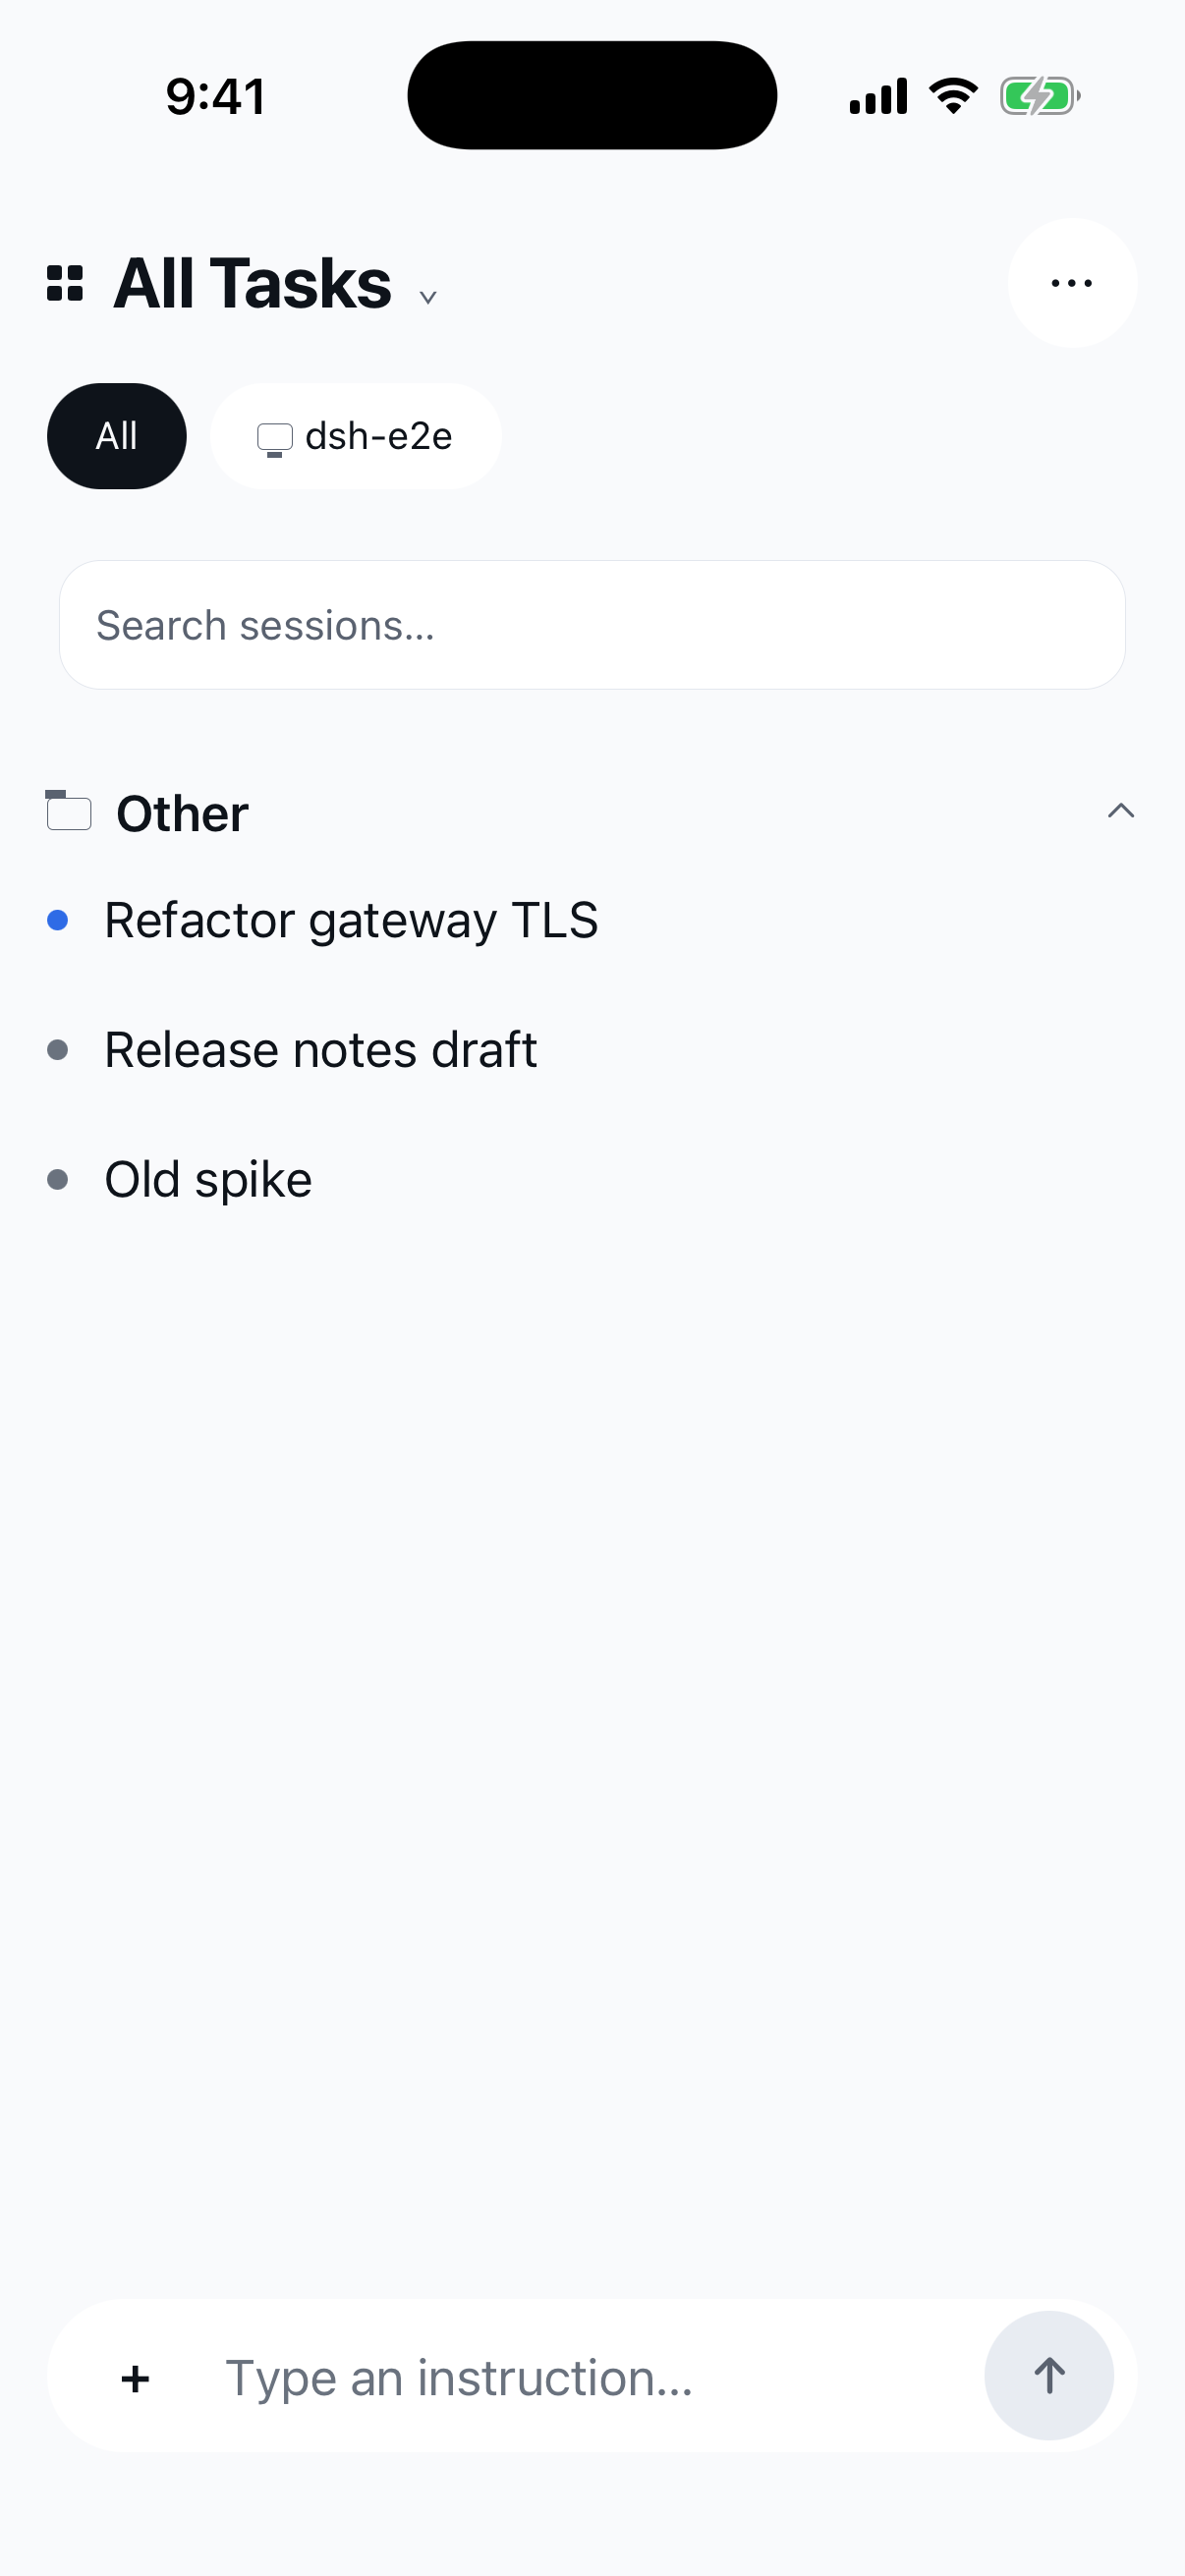 9:41
All Tasks
All
dsh-e2e
Search sessions...
Other
Refactor gateway TLS
Release notes draft
Old spike
+ Type an instruction...